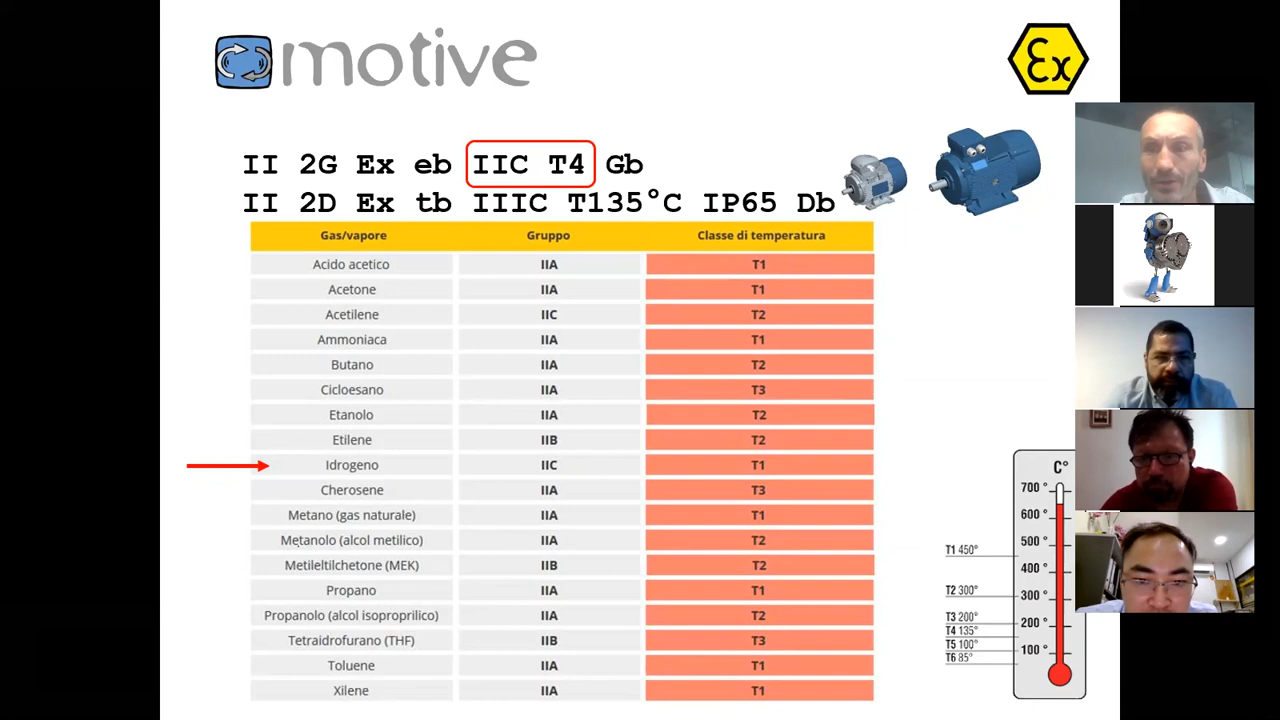 motive
Ex
II 2G Ex eb IIC T4 Gb
II 2D Ex tb IIIC T135°C IP65 Db
Gas/vapore Gruppo Classe di temperatura
Acido acetico IIA T1
Acetone IIA T1
Acetilene IIC T2
Ammoniaca IIA T1
Butano IIA T2
Cicloesano IIA T3
Etanolo IIA T2
Etilene IIB T2
Idrogeno IIC T1
Cherosene IIA T3
Metano (gas naturale) IIA T1
Metanolo (alcol metilico) IIA T2
Metileltilchetone (MEK) IIB T2
Propano IIA T1
Propanolo (alcol isoproprilico) IIA T2
Tetraidrofurano (THF) IIB T3
Toluene IIA T1
Xilene IIA T1
C°
700 °
600 °
500 °
T1 450°
400 °
T2 300°
300 °
T3 200°
200 °
T4 135°
T5 100°
100 °
T6 85°